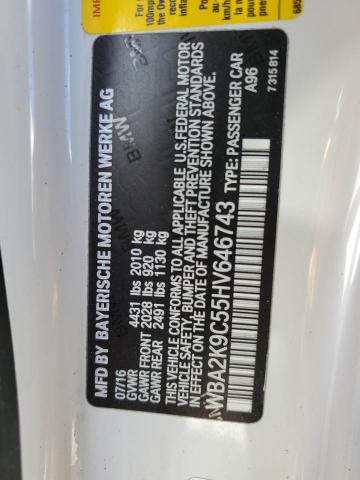 MFD BY BAYERISCHE MOTOREN WERKE AG
07/16
GVWR 4431 lbs 2010 kg
GAWR FRONT 2028 lbs 920 kg
GAWR REAR 2491 lbs 1130 kg
THIS VEHICLE CONFORMS TO ALL APPLICABLE U.S.FEDERAL MOTOR
VEHICLE SAFETY, BUMPER AND THEFT PREVENTION STANDARDS
IN EFFECT ON THE DATE OF MANUFACTURE SHOWN ABOVE.
WBA2K9C55HV646743 TYPE: PASSENGER CAR
A96
7315814
BMW